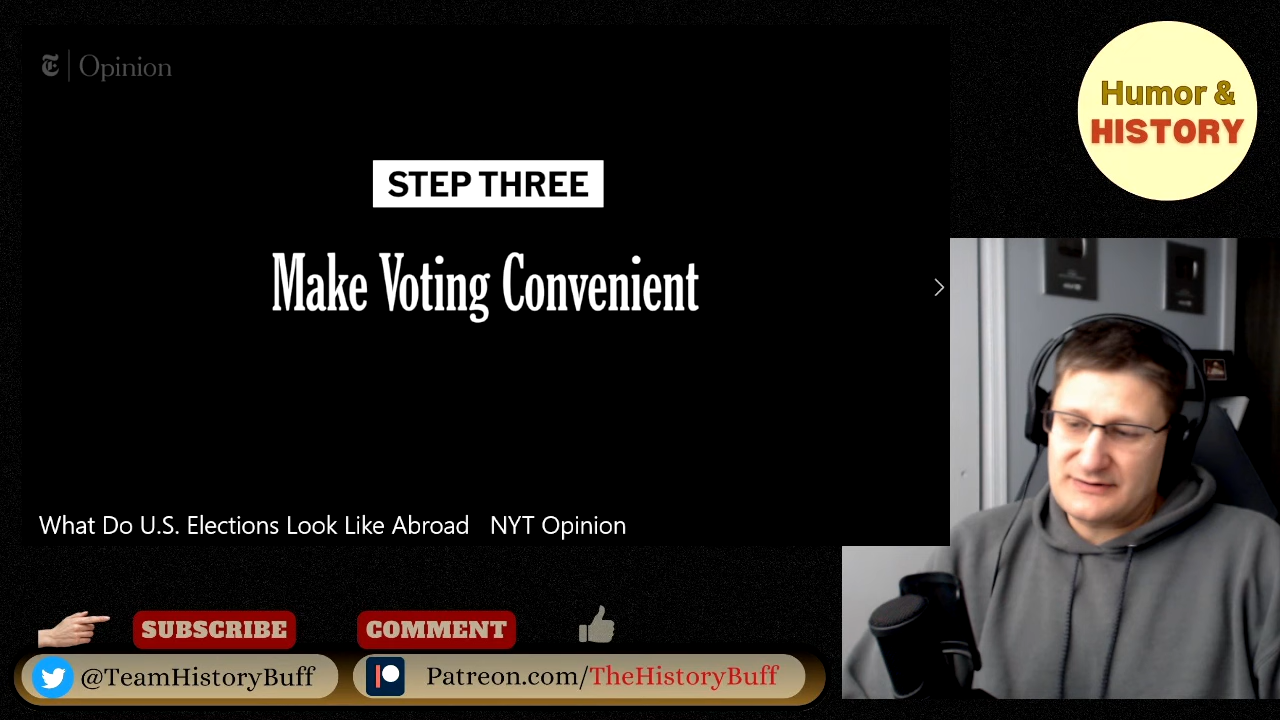 Opinion
STEP THREE
Make Voting Convenient
What Do U.S. Elections Look Like Abroad NYT Opinion
Humor &
HISTORY
SUBSCRIBE
COMMENT
@TeamHistoryBuff
Patreon.com/TheHistoryBuff